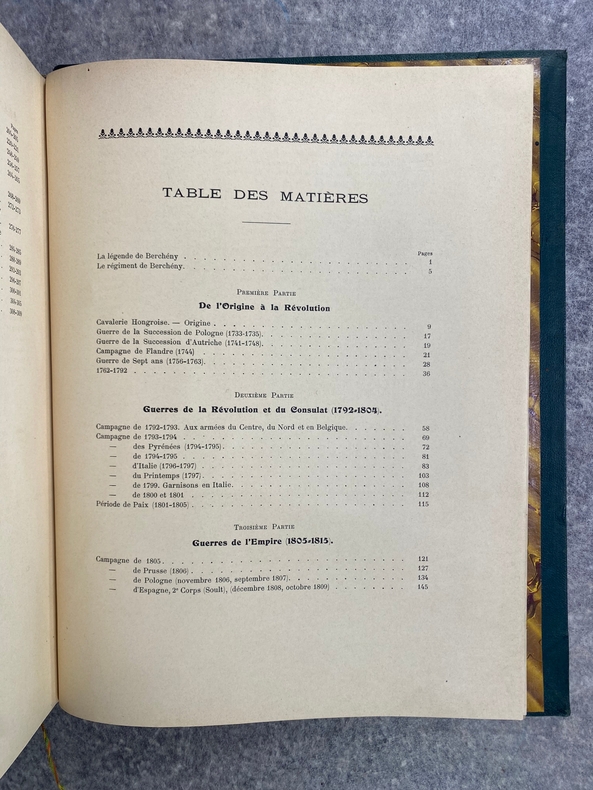 TABLE DES MATIÈRES
Pages
La légende de Berchény 1
Le régiment de Berchény. 5
PREMIÈRE PARTIE
De l'Origine à la Révolution
Cavalerie Hongroise. — Origine 9
Guerre de la Succession de Pologne (1733-1735). 17
Guerre de la Succession d'Autriche (1741-1748). 19
Campagne de Flandre (1744) 21
Guerre de Sept ans (1756-1763). 28
1762-1792 36
DEUXIÈME PARTIE
Guerres de la Révolution et du Consulat (1792-1804).
Campagne de 1792-1793. Aux armées du Centre, du Nord et en Belgique. 58
Campagne de 1793-1794 69
— des Pyrénées (1794-1795). 72
— de 1794-1795 81
— d'Italie (1796-1797) 83
— du Printemps (1797). 103
— de 1799. Garnisons en Italie. 108
— de 1800 et 1801 112
Période de Paix (1801-1805) 115
TROISIÈME PARTIE
Guerres de l'Empire (1805-1815).
Campagne de 1805. 121
— de Prusse (1806) 127
— de Pologne (novembre 1806, septembre 1807). 134
— d'Espagne, 2e Corps (Soult), (décembre 1808, octobre 1809) 145